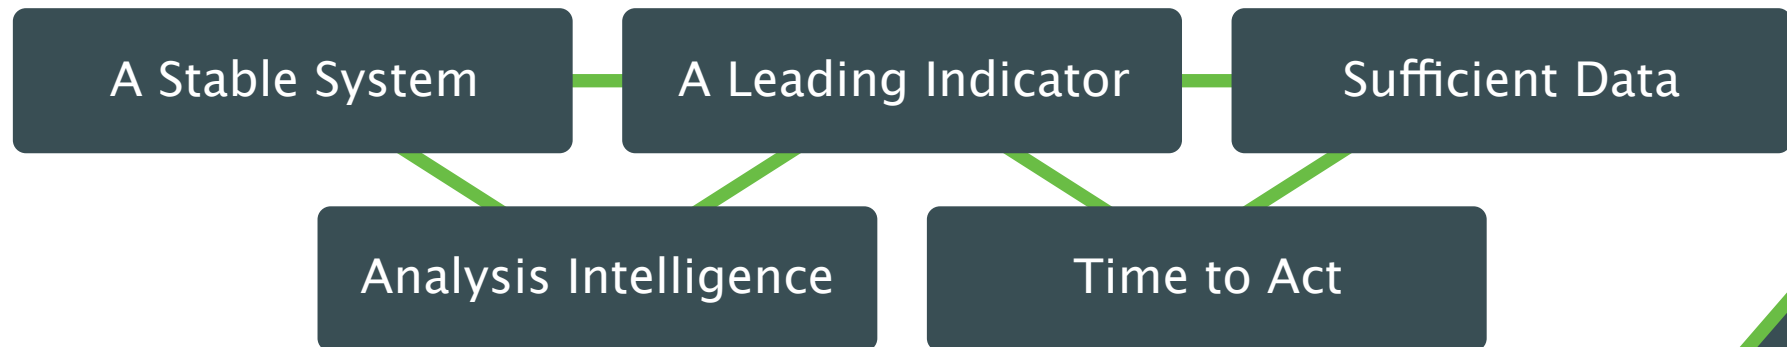 A Stable System
A Leading Indicator
Sufficient Data
Analysis Intelligence
Time to Act